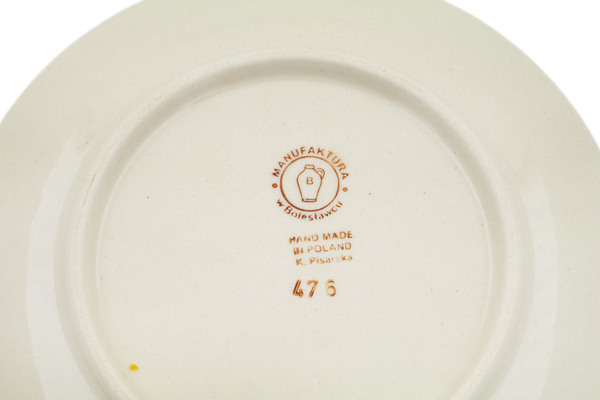 MANUFAKTURA
B
w Bolesławcu
HAND MADE
IN POLAND
K. Pisarska
476